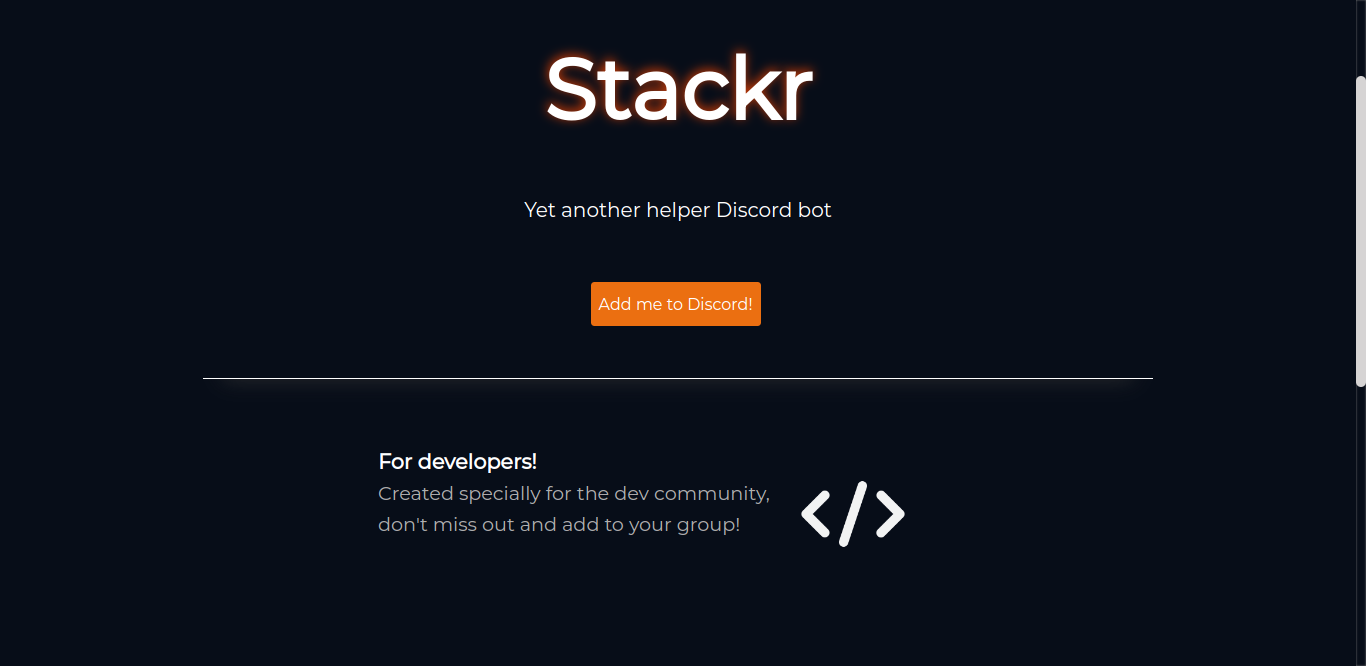 Stackr
Yet another helper Discord bot
Add me to Discord!
For developers!
Created specially for the dev community,
don't miss out and add to your group!